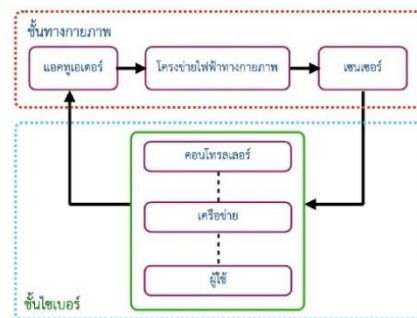 ชั้นทางกายภาพ
แอคทูเอเตอร์
โครงข่ายไฟฟ้าทางกายภาพ
เซนเซอร์
คอนโทรลเลอร์
เครือข่าย
ผู้ใช้
ชั้นไซเบอร์